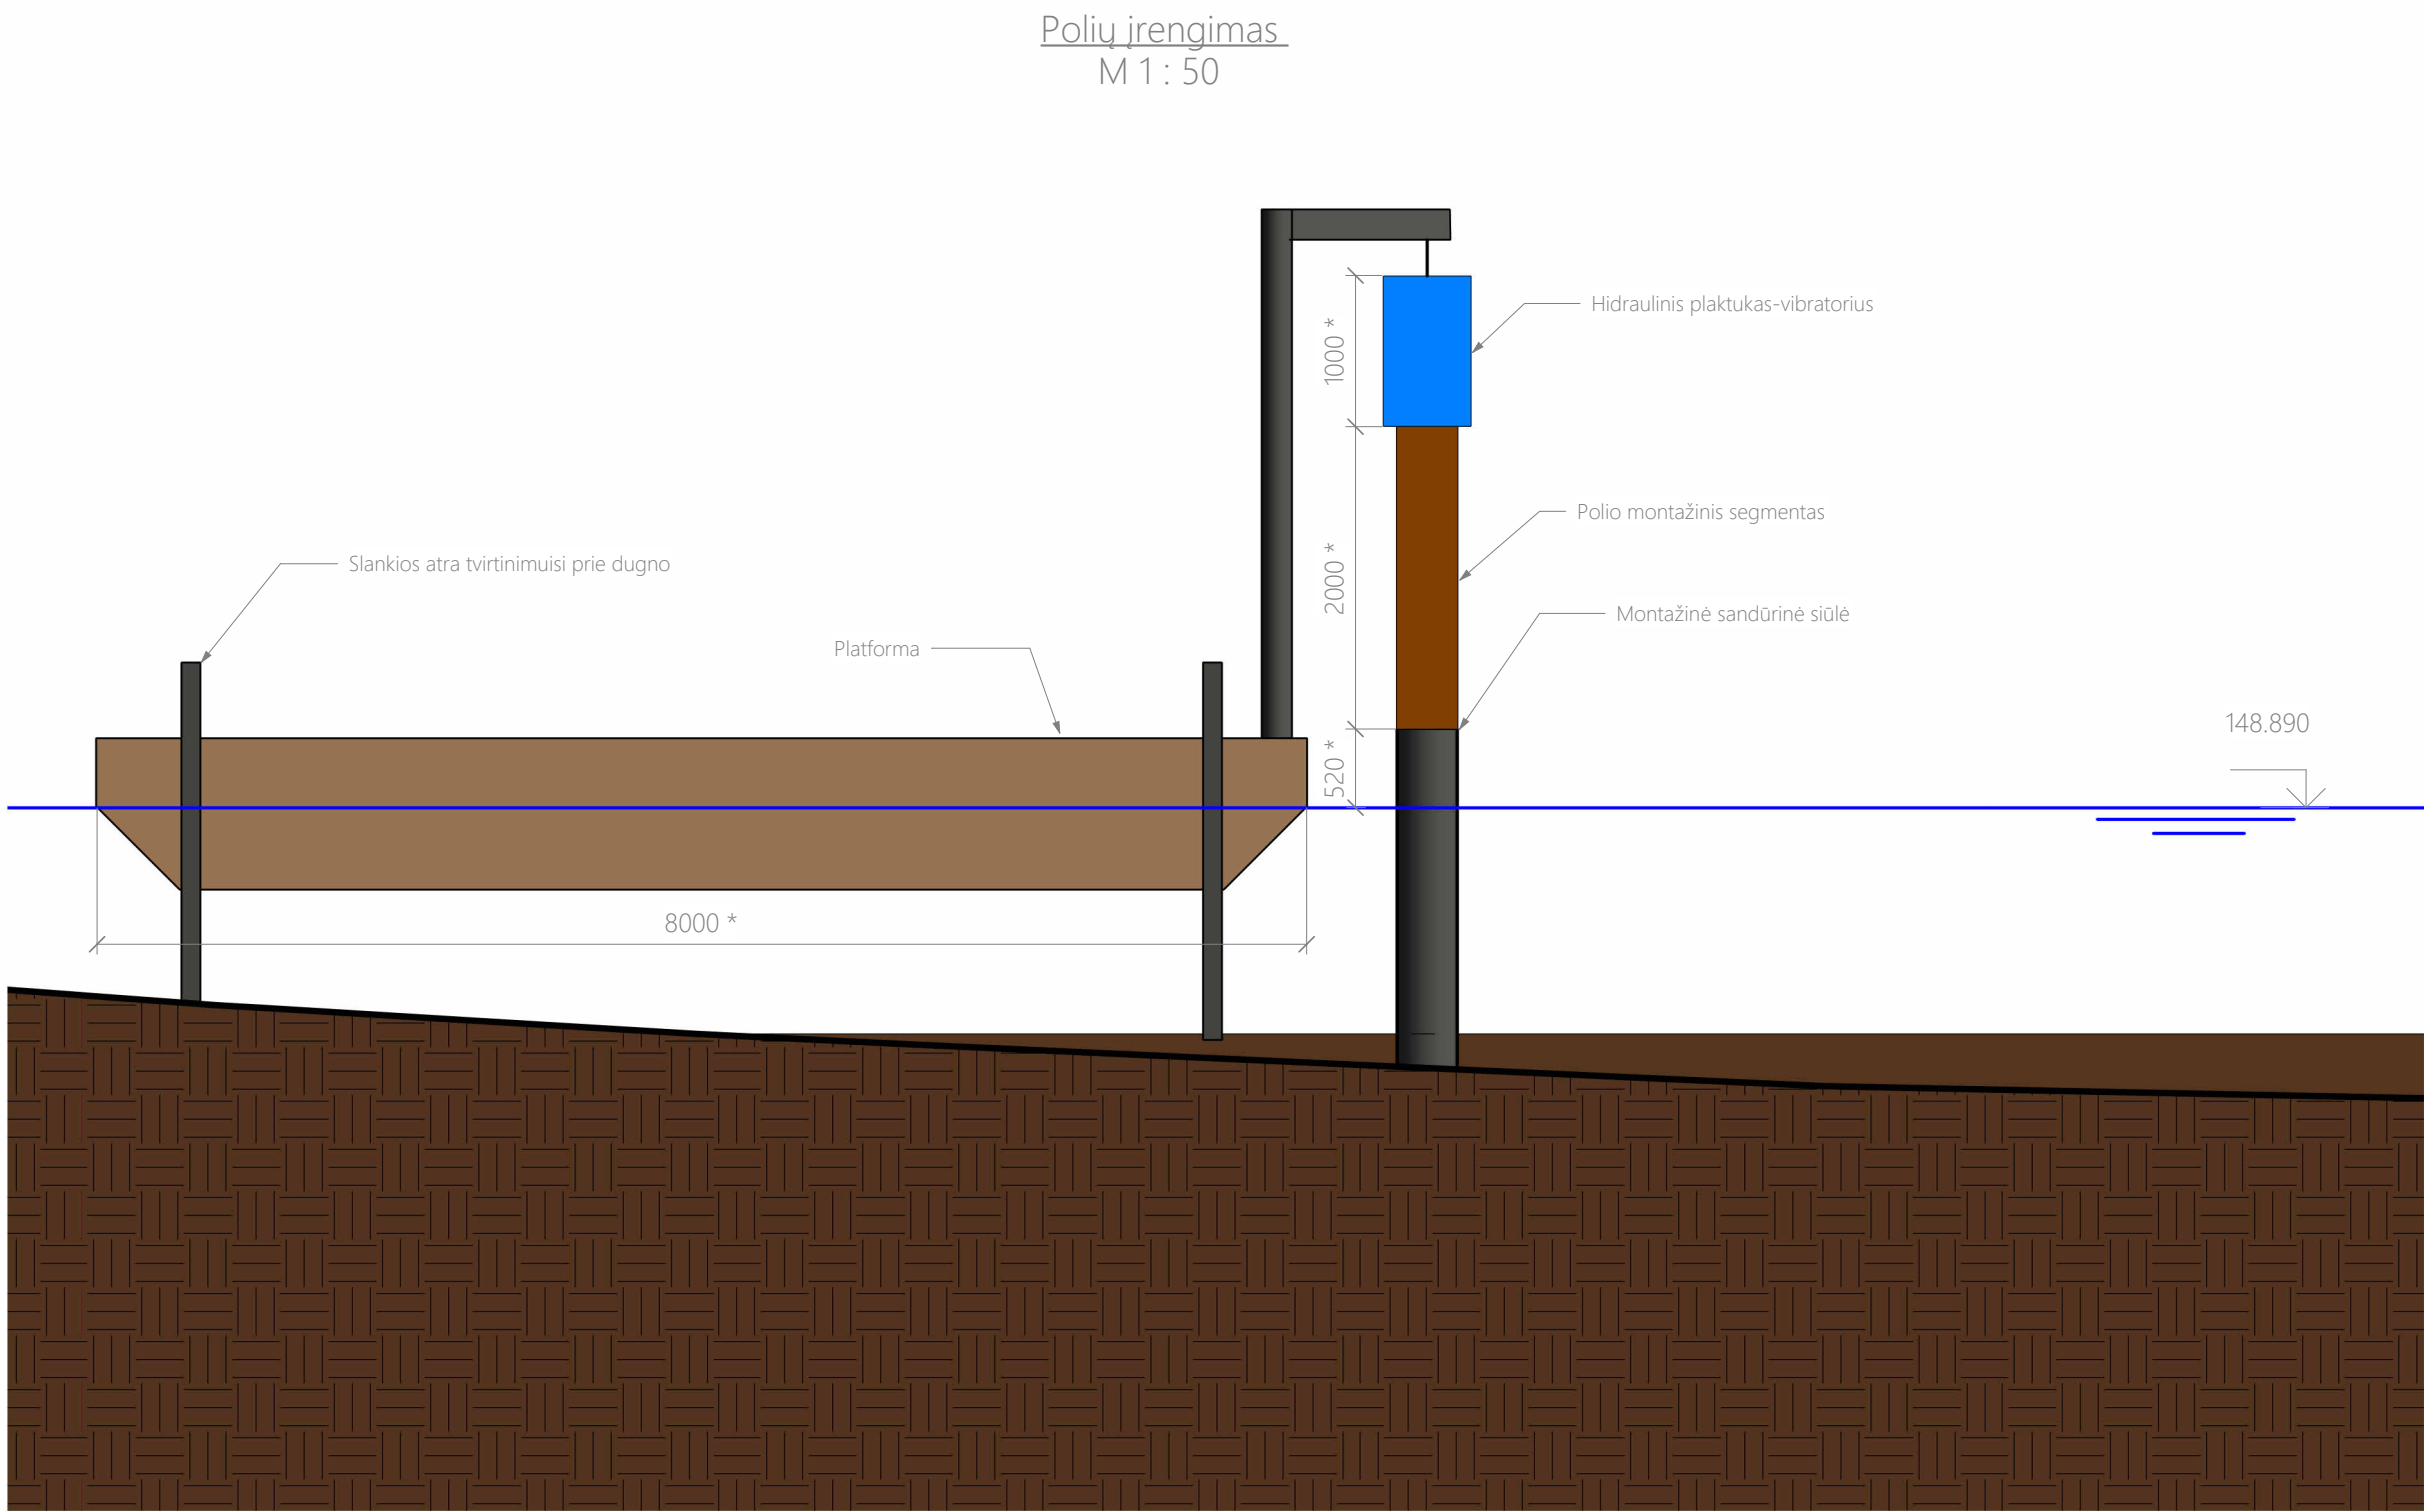 Polių įrengimas
M 1 : 50
Hidraulinis plaktukas-vibratorius
1000 *
Polio montažinis segmentas
2000 *
Slankios atra tvirtinimuisi prie dugno
Montažinė sandūrinė siūlė
Platforma
148.890
520 *
8000 *